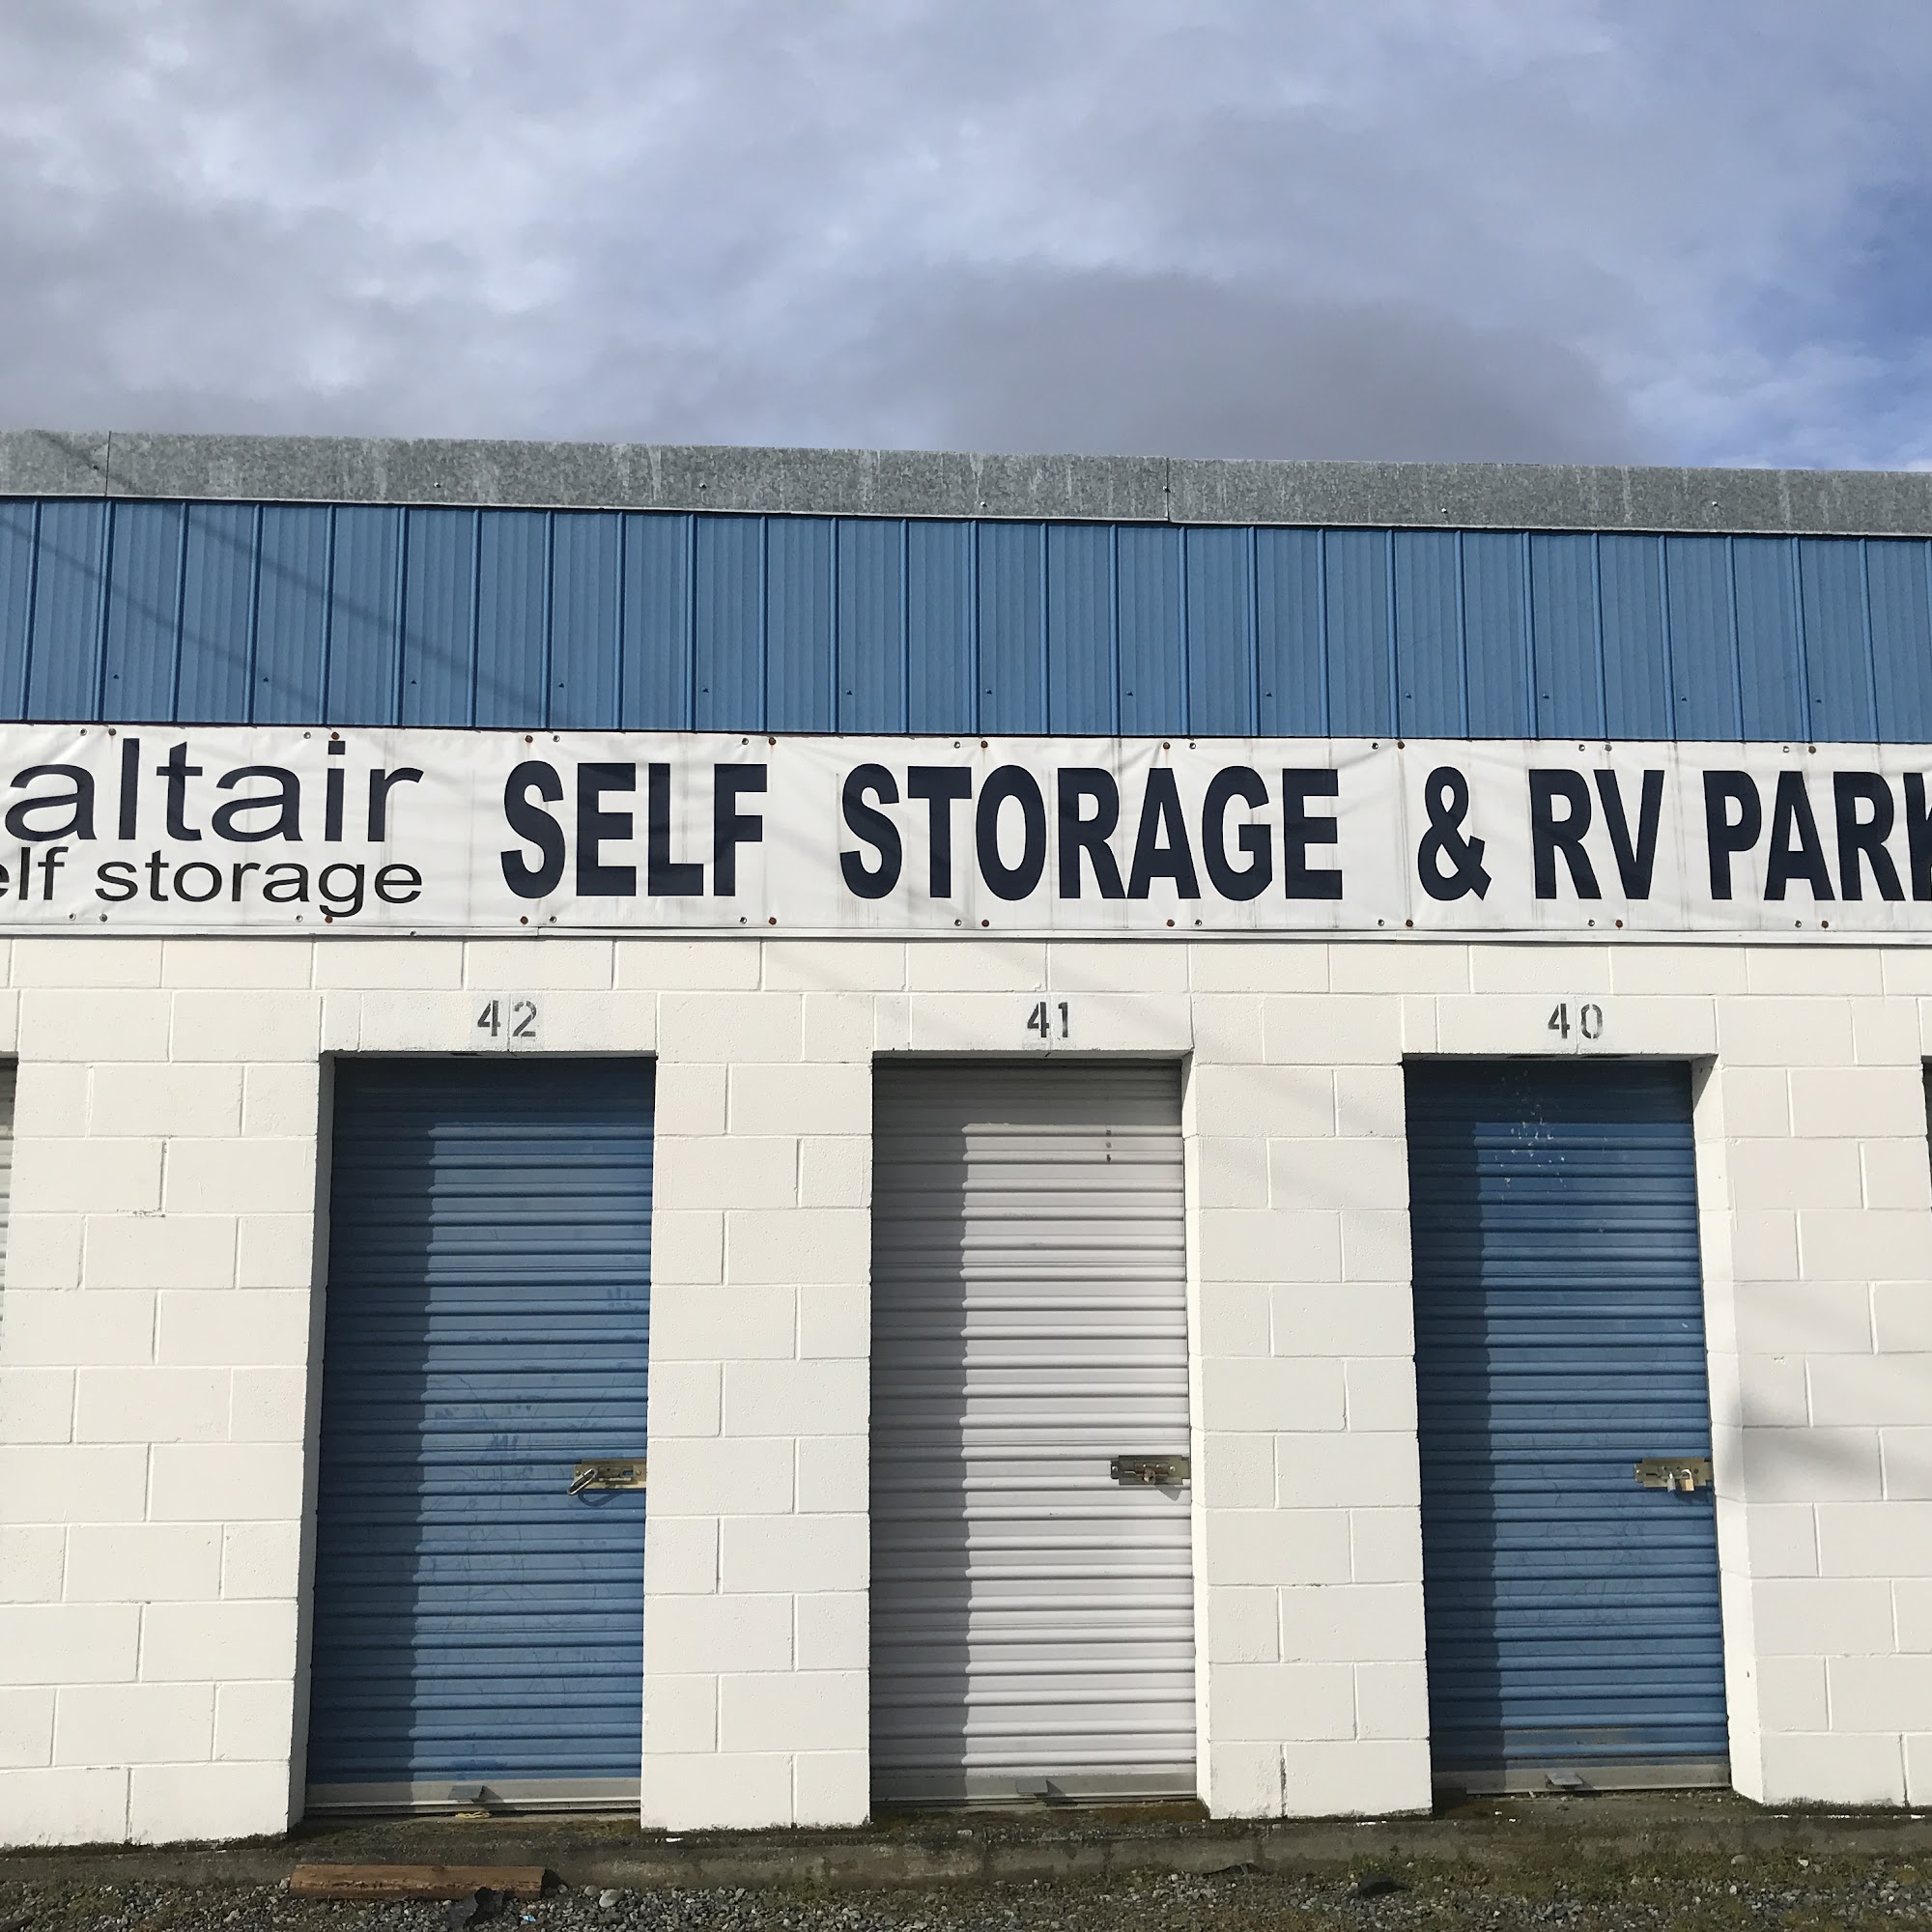 altair
elf storage
SELF STORAGE & RV PARK
42
41
40